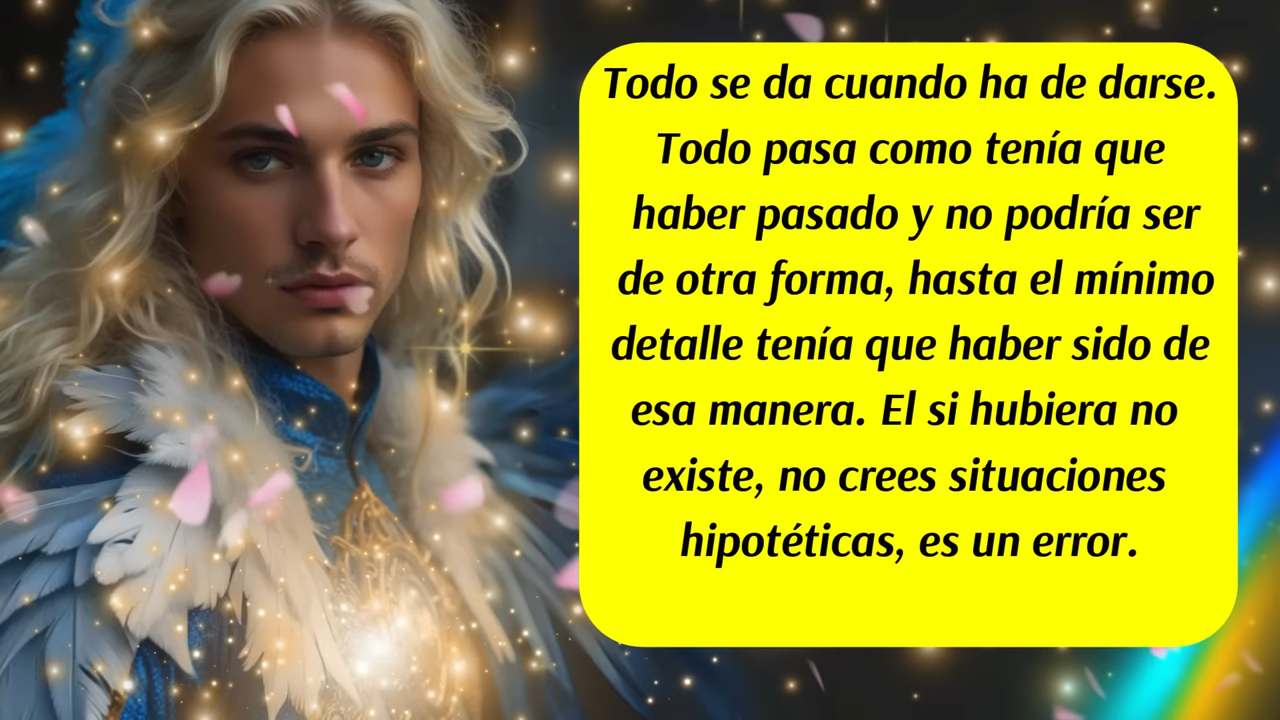 Todo se da cuando ha de darse.
Todo pasa como tenía que
haber pasado y no podría ser
de otra forma, hasta el mínimo
detalle tenía que haber sido de
esa manera. El si hubiera no
existe, no crees situaciones
hipotéticas, es un error.